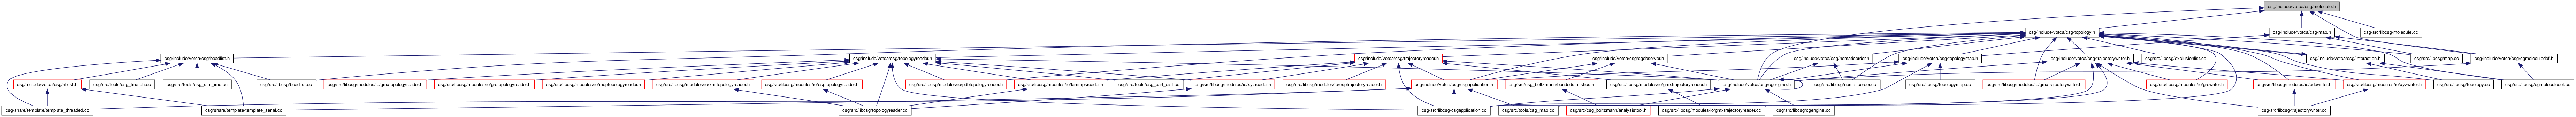 csg/include/votca/csg/molecule.h
csg/include/votca/csg/topology.h
csg/include/votca/csg/map.h
csg/src/libcsg/molecule.cc
csg/include/votca/csg/beadlist.h
csg/include/votca/csg/topologyreader.h
csg/include/votca/csg/trajectoryreader.h
csg/include/votca/csg/cgobserver.h
csg/include/votca/csg/nematicorder.h
csg/include/votca/csg/topologymap.h
csg/include/votca/csg/trajectorywriter.h
csg/src/libcsg/exclusionlist.cc
csg/include/votca/csg/interaction.h
csg/src/libcsg/map.cc
csg/include/votca/csg/cgmoleculedef.h
csg/include/votca/csg/nblist.h
csg/src/tools/csg_fmatch.cc
csg/src/tools/csg_stat_imc.cc
csg/src/libcsg/beadlist.cc
csg/src/libcsg/modules/io/gmxtopologyreader.h
csg/src/libcsg/modules/io/grotopologyreader.h
csg/src/libcsg/modules/io/mdptopologyreader.h
csg/src/libcsg/modules/io/xmltopologyreader.h
csg/src/libcsg/modules/io/esptopologyreader.h
csg/src/libcsg/modules/io/pdbtopologyreader.h
csg/src/libcsg/modules/io/lammpsreader.h
csg/src/tools/csg_part_dist.cc
csg/src/libcsg/modules/io/xyzreader.h
csg/src/libcsg/modules/io/esptrajectoryreader.h
csg/include/votca/csg/csgapplication.h
csg/src/csg_boltzmann/bondedstatistics.h
csg/src/libcsg/modules/io/gmxtrajectoryreader.h
csg/include/votca/csg/cgengine.h
csg/src/libcsg/nematicorder.cc
csg/src/libcsg/topologymap.cc
csg/src/libcsg/modules/io/gmxtrajectorywriter.h
csg/src/libcsg/modules/io/growriter.h
csg/src/libcsg/modules/io/pdbwriter.h
csg/src/libcsg/modules/io/xyzwriter.h
csg/src/libcsg/topology.cc
csg/src/libcsg/cgmoleculedef.cc
csg/share/template/template_threaded.cc
csg/share/template/template_serial.cc
csg/src/libcsg/topologyreader.cc
csg/src/libcsg/csgapplication.cc
csg/src/tools/csg_map.cc
csg/src/csg_boltzmann/analysistool.h
csg/src/libcsg/modules/io/gmxtrajectoryreader.cc
csg/src/libcsg/cgengine.cc
csg/src/libcsg/trajectorywriter.cc